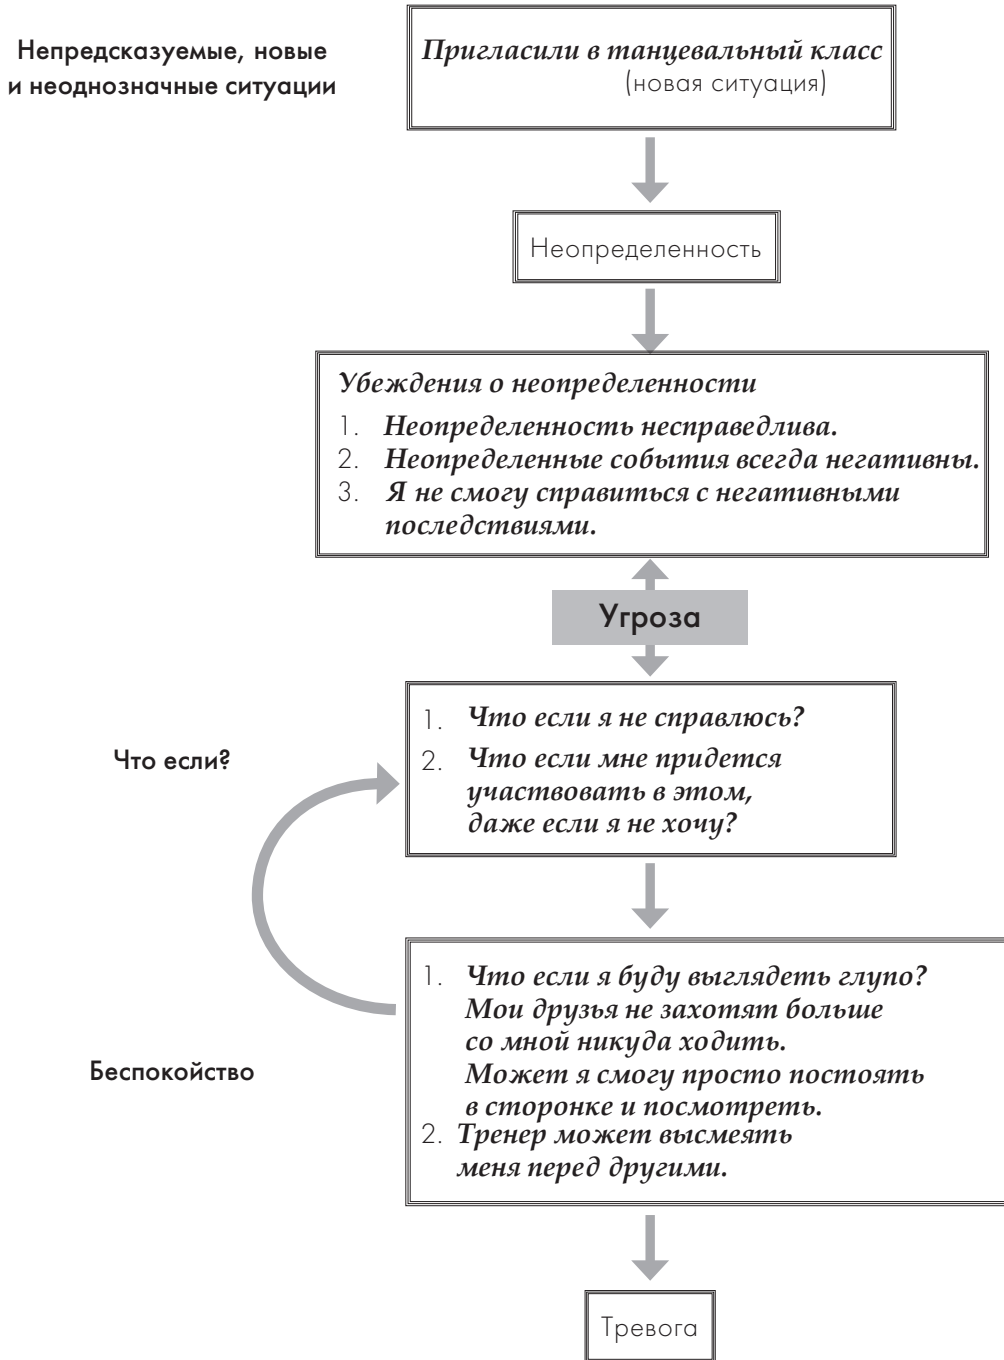 Непредсказуемые, новые
и неоднозначные ситуации
Пригласили в танцевальный класс
(новая ситуация)
Неопределенность
Убеждения о неопределенности
1. Неопределенность несправедлива.
2. Неопределенные события всегда негативны.
3. Я не смогу справиться с негативными
последствиями.
Угроза
Что если?
1. Что если я не справлюсь?
2. Что если мне придется
участвовать в этом,
даже если я не хочу?
Беспокойство
1. Что если я буду выглядеть глупо?
Мои друзья не захотят больше
со мной никуда ходить.
Может я смогу просто постоять
в сторонке и посмотреть.
2. Тренер может высмеять
меня перед другими.
Тревога